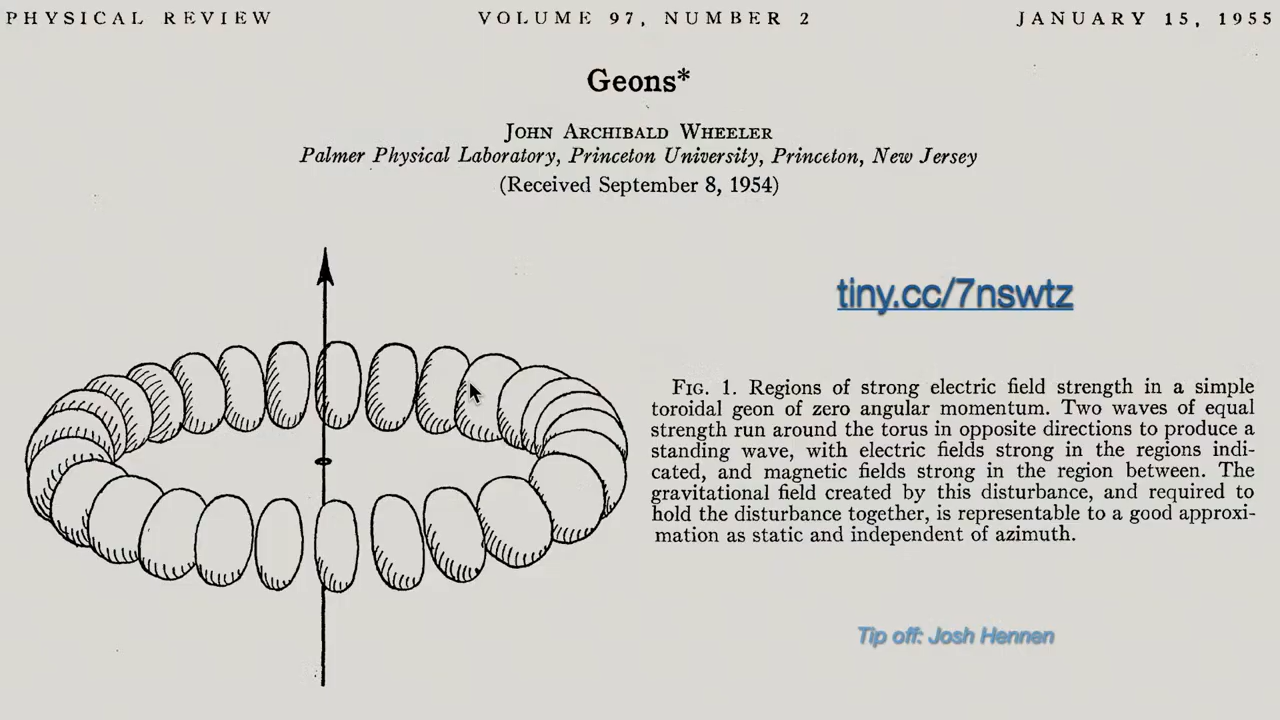 PHYSICAL REVIEW VOLUME 97, NUMBER 2 JANUARY 15, 1955
Geons*
JOHN ARCHIBALD WHEELER
Palmer Physical Laboratory, Princeton University, Princeton, New Jersey
(Received September 8, 1954)
tiny.cc/7nswtz
FIG. 1. Regions of strong electric field strength in a simple
toroidal geon of zero angular momentum. Two waves of equal
strength run around the torus in opposite directions to produce a
standing wave, with electric fields strong in the regions indi-
cated, and magnetic fields strong in the region between. The
gravitational field created by this disturbance, and required to
hold the disturbance together, is representable to a good approxi-
mation as static and independent of azimuth.
Tip off: Josh Hennen